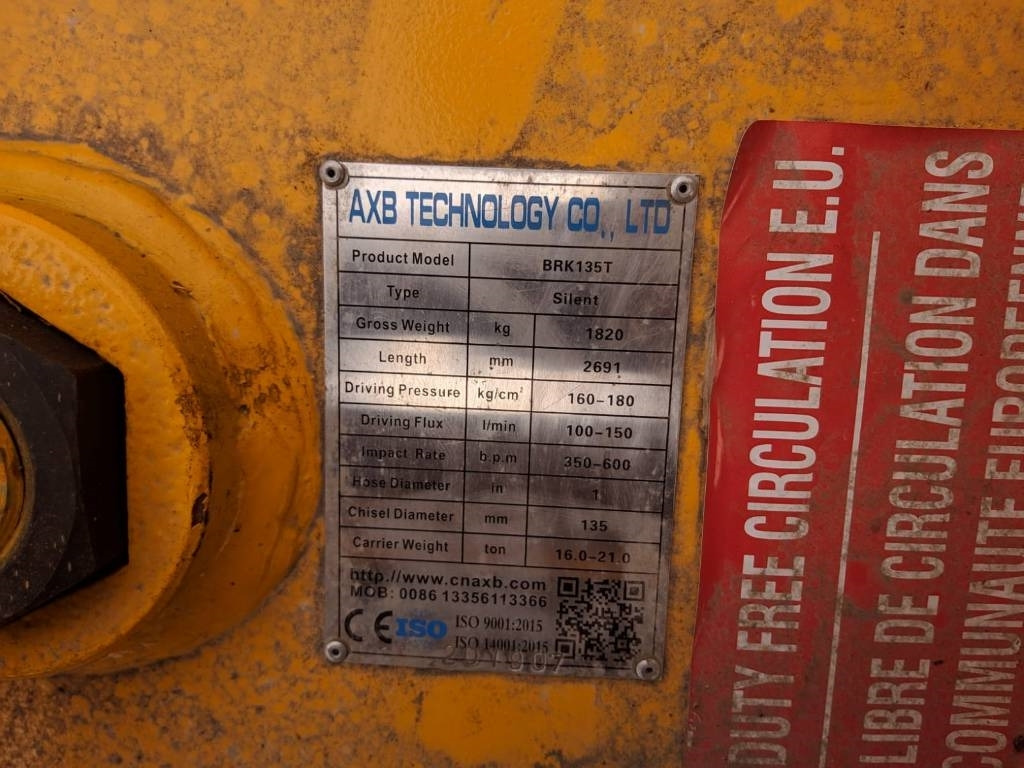 AXB TECHNOLOGY CO., LTD
Product Model BRK135T
Type Silent
Gross Weight kg 1820
Length mm 2691
Driving Pressure kg/cm² 160-180
Driving Flux l/min 100-150
Impact Rate b.p.m 350-600
Hose Diameter in 1
Chisel Diameter mm 135
Carrier Weight ton 16.0-21.0
http://www.cnaxb.com
MOB: 0086 13356113366
CE ISO ISO 9001:2015
ISO 14001:2015
DUTY FREE CIRCULATION E.U.
LIBRE DE CIRCULATION DANS
COMMUNAUTE